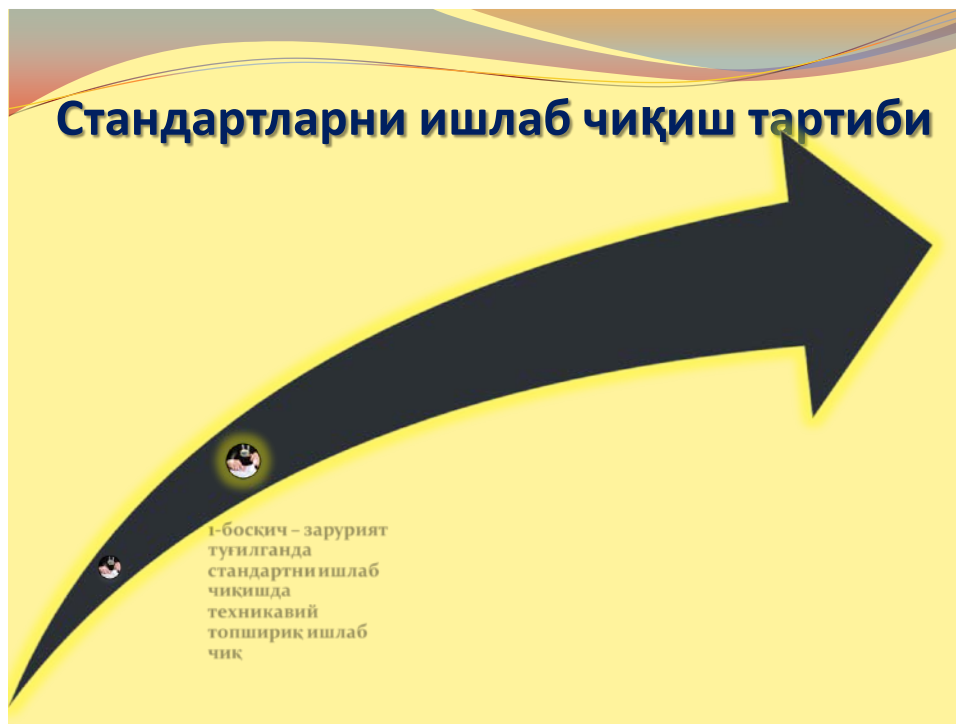 Стандартларни ишлаб чиқиш тартиби
1-босқич – зарурият
туғилганда
стандартни ишлаб
чиқишда
техникавий
топшириқ ишлаб
чиқ